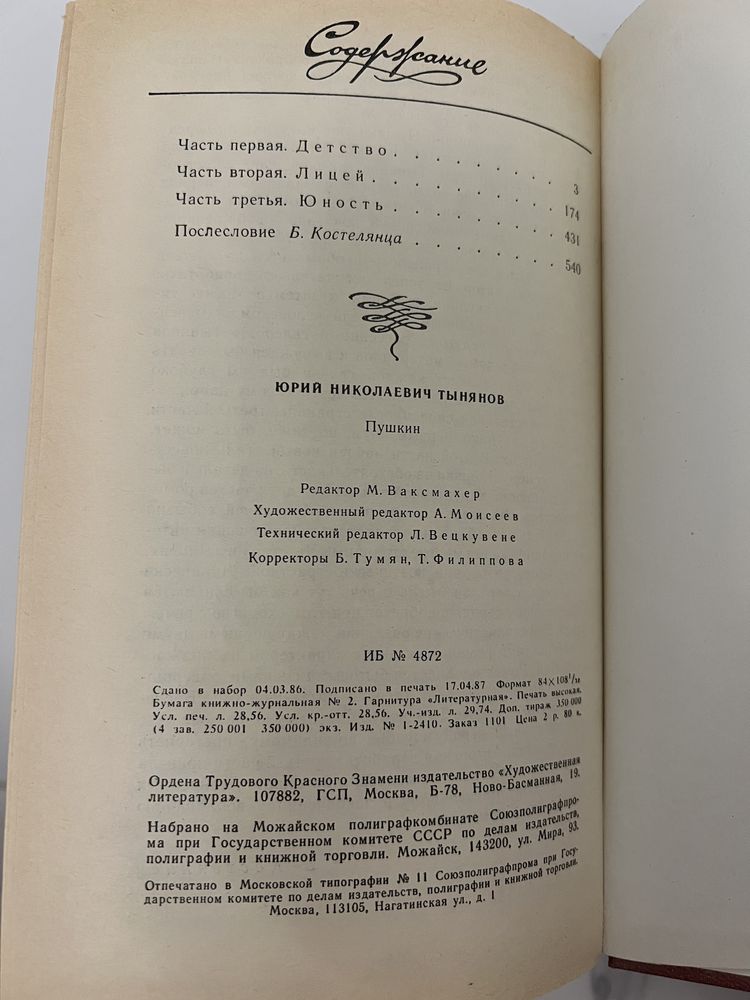 Содержание
Часть первая. Детство . . . . . . . 3
Часть вторая. Лицей . . . . . . . 174
Часть третья. Юность . . . . . . . 431
Послесловие Б. Костелянца . . . . . . 540
ЮРИЙ НИКОЛАЕВИЧ ТЫНЯНОВ
Пушкин
Редактор М. Ваксмахер
Художественный редактор А. Моисеев
Технический редактор Л. Вецкувене
Корректоры Б. Тумян, Т. Филиппова
ИБ № 4872
Сдано в набор 04.03.86. Подписано в печать 17.04.87 Формат 84×108¹/₃₂
Бумага книжно-журнальная № 2. Гарнитура «Литературная». Печать высокая.
Усл. печ. л. 28,56. Усл. кр.-отт. 28,56. Уч.-изд. л. 29,74. Доп. тираж 350 000
(4 зав. 250 001 350 000) экз. Изд. № 1-2410. Заказ 1101 Цена 2 р. 80 к.
Ордена Трудового Красного Знамени издательство «Художественная
литература». 107882, ГСП, Москва, Б-78, Ново-Басманная, 19.
Набрано на Можайском полиграфкомбинате Союзполиграфпро-
ма при Государственном комитете СССР по делам издательств,
полиграфии и книжной торговли. Можайск, 143200, ул. Мира, 93.
Отпечатано в Московской типографии № 11 Союзполиграфпрома при Госу-
дарственном комитете по делам издательств, полиграфии и книжной торговли.
Москва, 113105, Нагатинская ул., д. 1